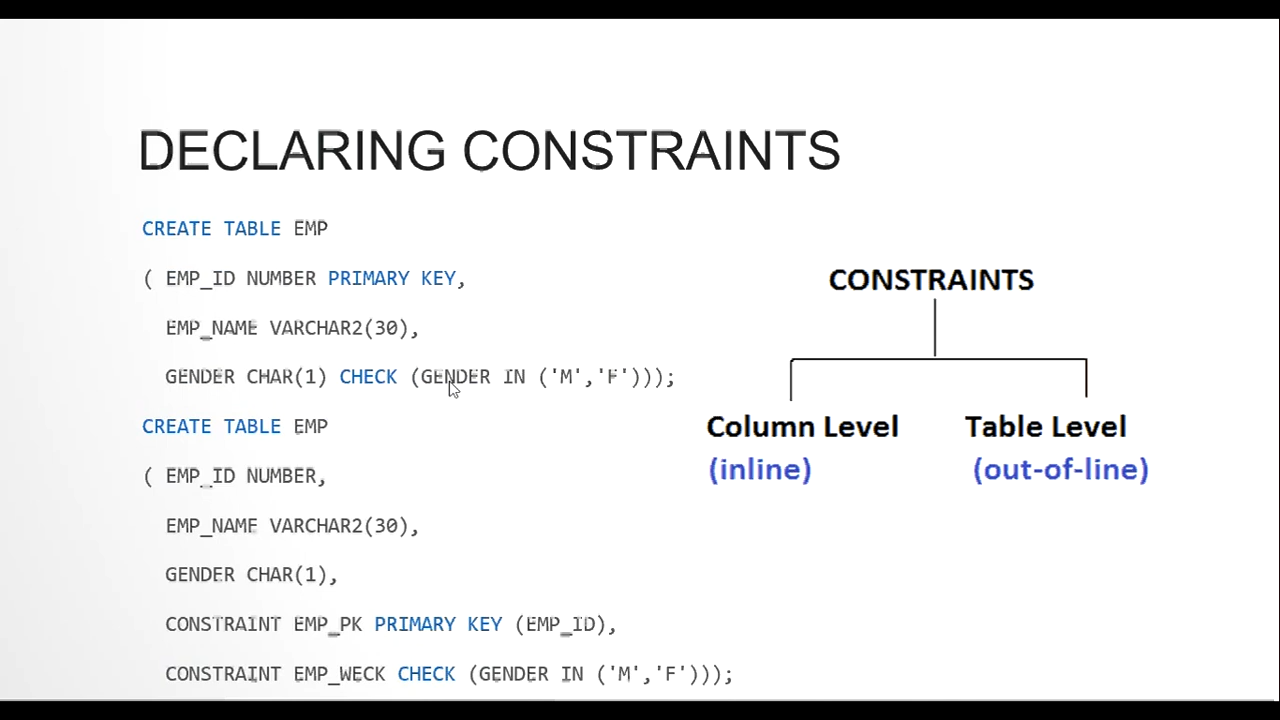 DECLARING CONSTRAINTS
CREATE TABLE EMP
( EMP_ID NUMBER PRIMARY KEY,
EMP_NAME VARCHAR2(30),
GENDER CHAR(1) CHECK (GENDER IN ('M','F')));
CREATE TABLE EMP
( EMP_ID NUMBER,
EMP_NAME VARCHAR2(30),
GENDER CHAR(1),
CONSTRAINT EMP_PK PRIMARY KEY (EMP_ID),
CONSTRAINT EMP_WECK CHECK (GENDER IN ('M','F')));
CONSTRAINTS
Column Level
(inline)
Table Level
(out-of-line)